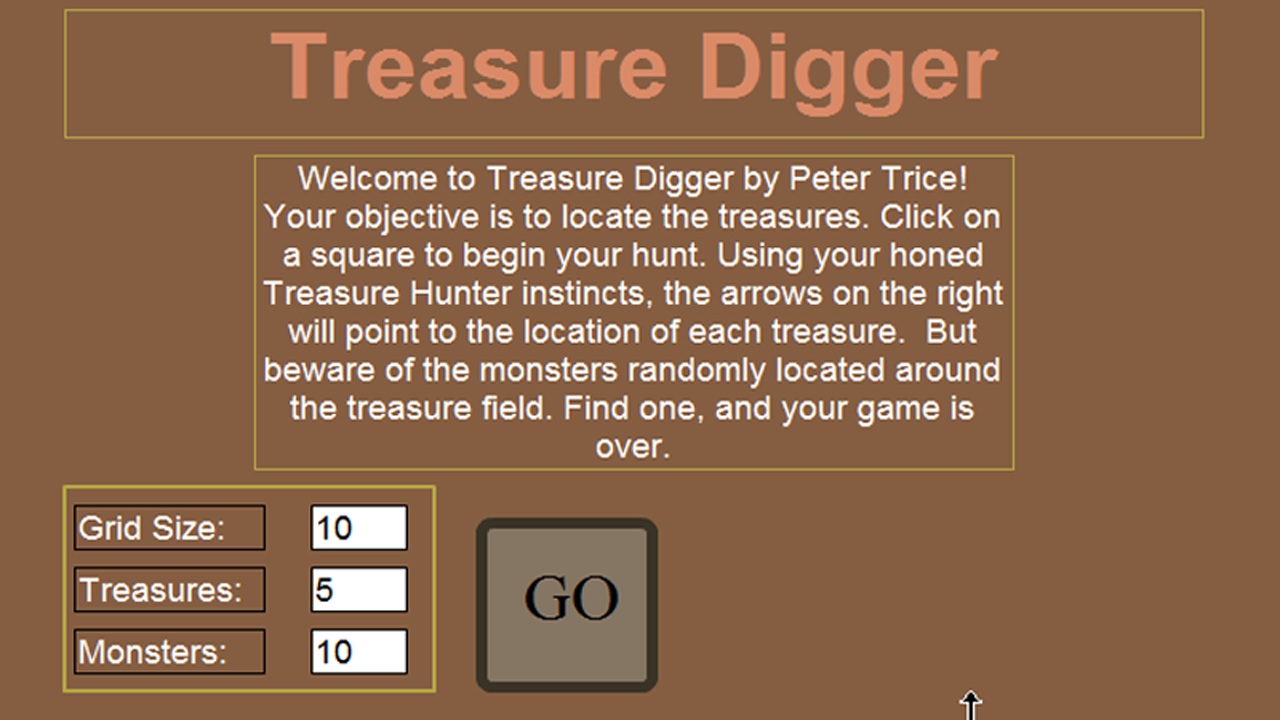 Treasure Digger
Welcome to Treasure Digger by Peter Trice!
Your objective is to locate the treasures. Click on
a square to begin your hunt. Using your honed
Treasure Hunter instincts, the arrows on the right
will point to the location of each treasure.  But
beware of the monsters randomly located around
the treasure field. Find one, and your game is
over.
Grid Size: 10
Treasures: 5
Monsters: 10
GO